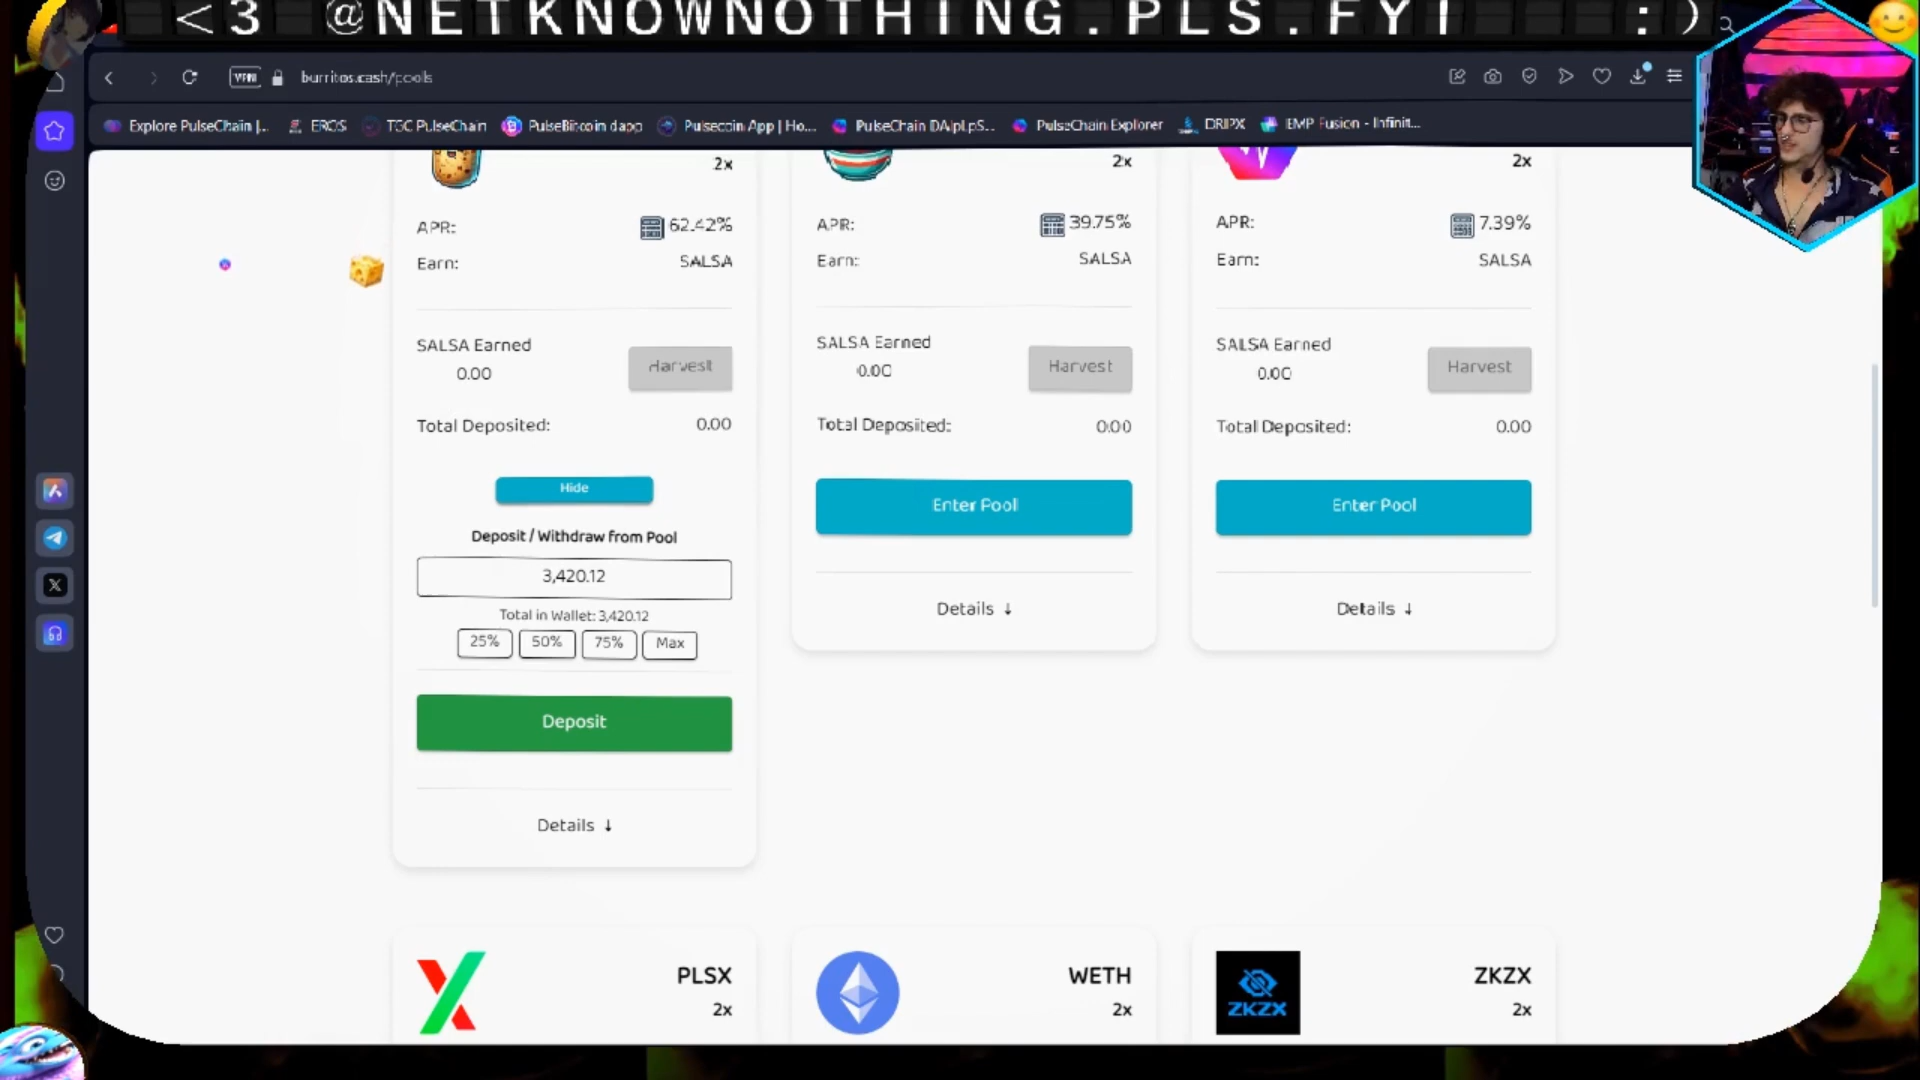 <3 @NETKNOWNOTHING.PLS.FYI :)
VPN burritos.cash/pools
Explore PulseChain |... EROS TSC PulseChain PulseBitcoin dapp Pulsecoin App | Ho... PulseChain DApp(.pS... PulseChain Explorer DRIPX EMP Fusion - Infinit...
2x 2x 2x
APR: 62.42% APR: 39.75% APR: 7.39%
Earn: SALSA Earn: SALSA Earn: SALSA
SALSA Earned SALSA Earned SALSA Earned
0.00 Harvest 0.00 Harvest 0.00 Harvest
Total Deposited: 0.00 Total Deposited: 0.00 Total Deposited: 0.00
Hide Enter Pool Enter Pool
Deposit / Withdraw from Pool
3,420.12
Total in Wallet: 3,420.12
25% 50% 75% Max
Details ↓ Details ↓
Deposit
Details ↓
PLSX WETH ZKZX
2x 2x ZKZX 2x